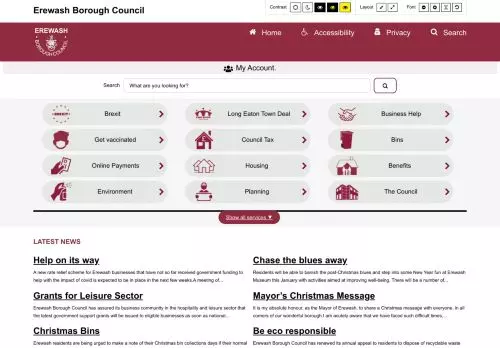 Erewash Borough Council
Contrast
Layout
Font
EREWASH
BOROUGH COUNCIL
Home
Accessibility
Privacy
Search
My Account.
Search
What are you looking for?
BREXIT
Brexit
Long Eaton Town Deal
Business Help
Get vaccinated
Council Tax
Bins
Online Payments
Housing
Benefits
Environment
Planning
The Council
Show all services ▼
LATEST NEWS
Help on its way
A new rate relief scheme for Erewash businesses that have not so far received government funding to
help with the impact of covid is expected to be in place in the next few weeks.A meeting of...
Chase the blues away
Residents will be able to banish the post-Christmas blues and step into some New Year fun at Erewash
Museum this January with activities aimed at improving well-being. There will be a number of...
Grants for Leisure Sector
Erewash Borough Council has assured its business community in the hospitality and leisure sector that
the latest government support grants will be issued to eligible businesses as soon as national...
Mayor's Christmas Message
It is my absolute honour, as the Mayor of Erewash, to share a Christmas message with everyone. In all
corners of our wonderful borough I am acutely aware that we have faced such difficult times...
Christmas Bins
Erewash residents are being urged to make a note of their Christmas bin collections days if their normal
Be eco responsible
Erewash Borough Council has renewed its annual appeal to residents to dispose of recyclable waste